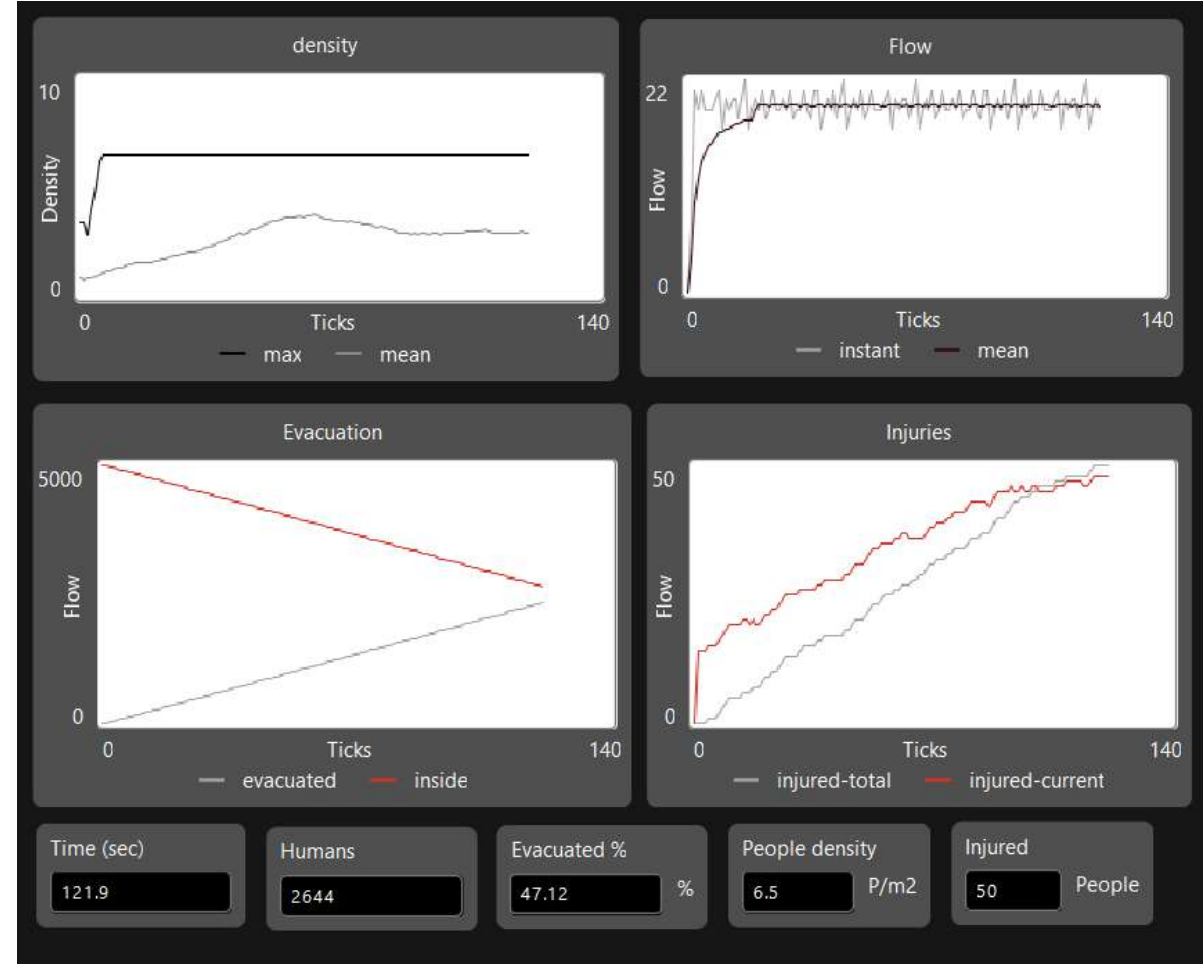 density
10
Density
0
0 Ticks 140
max mean
Flow
22
Flow
0
0 Ticks 140
instant mean
Evacuation
5000
Flow
0
0 Ticks 140
evacuated inside
Injuries
50
Flow
0
0 Ticks 140
injured-total injured-current
Time (sec)
121.9
Humans
2644
Evacuated %
47.12 %
People density
6.5 P/m2
Injured
50 People